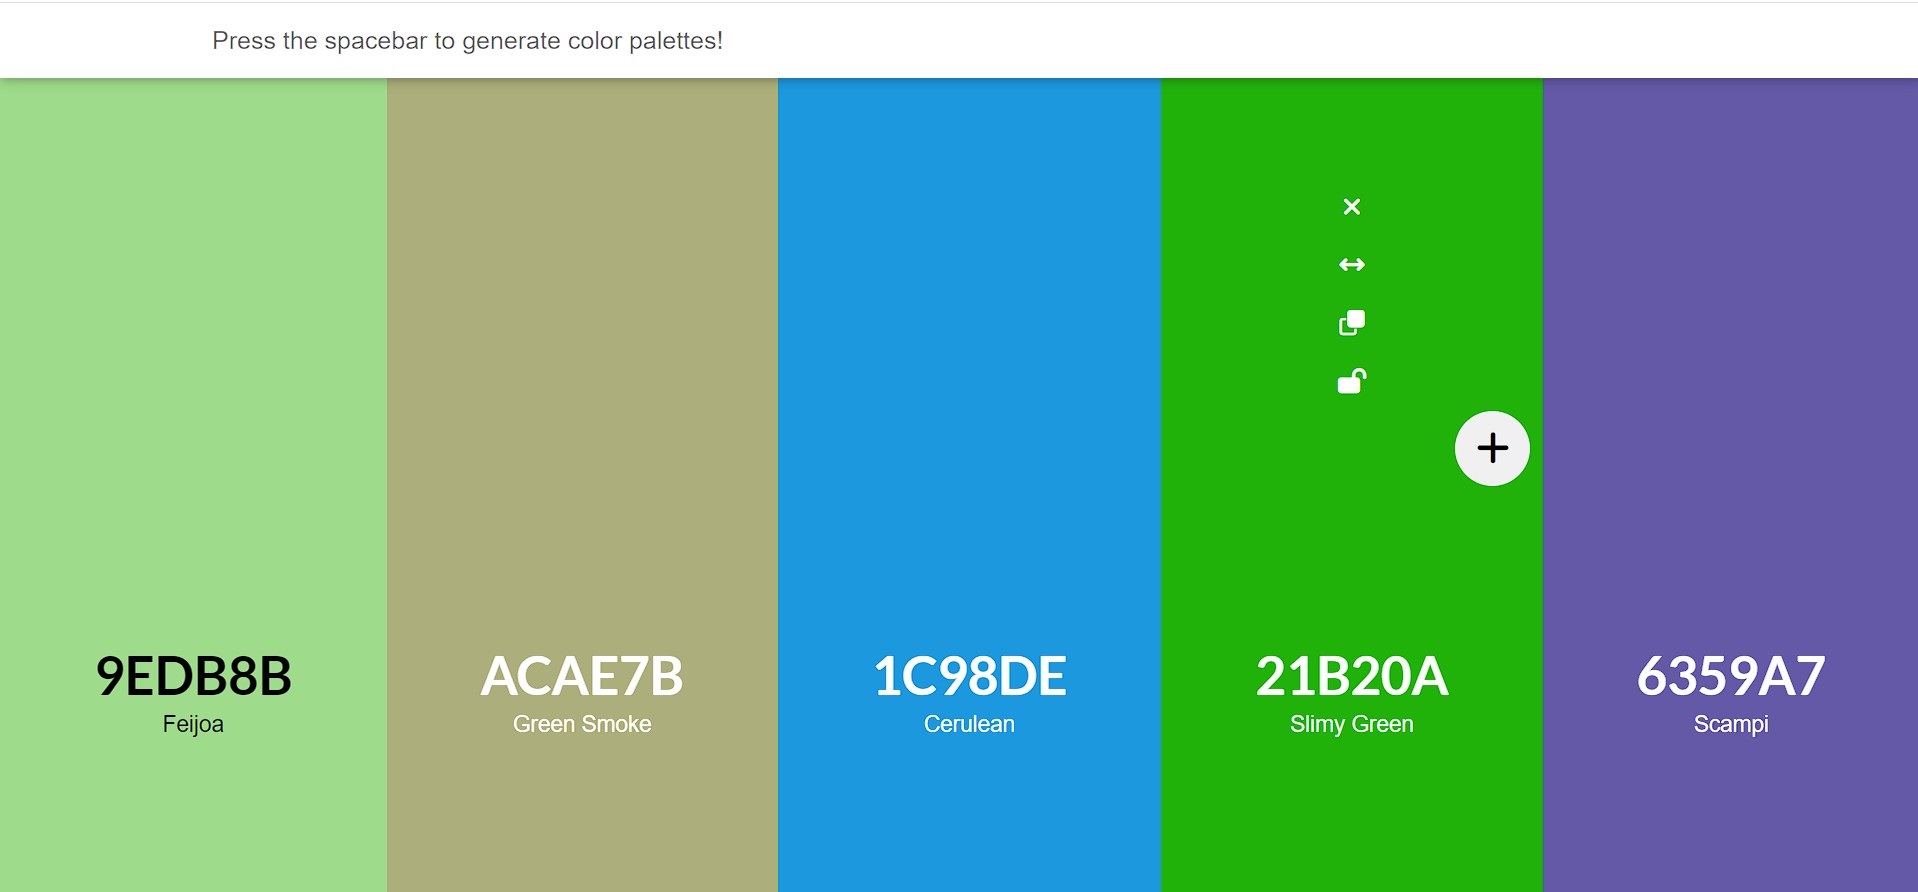 Press the spacebar to generate color palettes!
9EDB8B
Feijoa
ACAE7B
Green Smoke
1C98DE
Cerulean
21B20A
Slimy Green
6359A7
Scampi